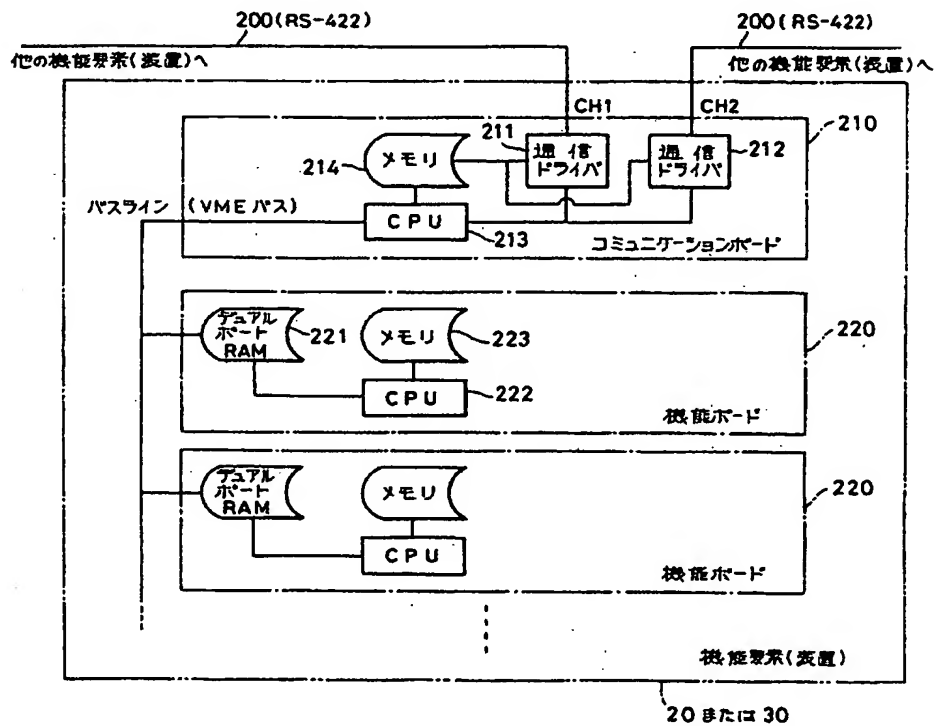 200(RS-422)
200(RS-422)
他の機能要素(装置)へ
他の機能要素(装置)へ
CH1
CH2
210
211
通信
ドライバ
通信
ドライバ
212
メモリ
214
バスライン (VMEバス)
CPU
213
コミュニケーションボード
デュアル
ポート
RAM
221
メモリ
223
220
CPU
222
機能ボード
デュアル
ポート
RAM
メモリ
220
CPU
機能ボード
機能要素(装置)
20または30